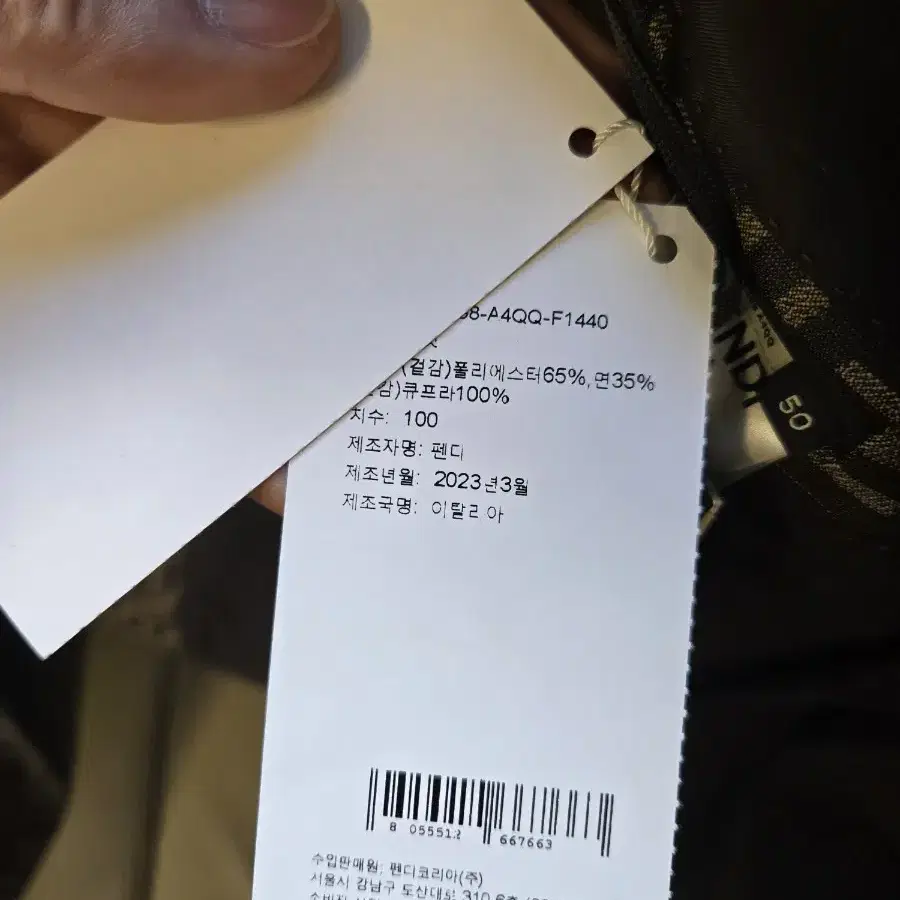 8-A4QQ-F1440
(겉감)폴리에스터65%,면35%
감)큐프라100%
치수: 100
제조자명: 펜디
제조년월: 2023년3월
제조국명: 이탈리아
8 055512 667663
수입판매원: 펜디코리아(주)
서울시 강남구 도산대로 310 6층
A4QQ
NDI
50